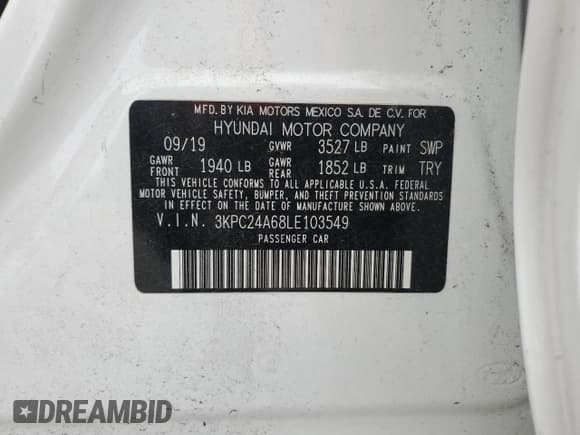 MFD. BY KIA MOTORS MEXICO S.A. DE C.V. FOR
HYUNDAI MOTOR COMPANY
09/19 GVWR 3527 LB PAINT SWP
GAWR FRONT 1940 LB GAWR REAR 1852 LB TRIM TRY
THIS VEHICLE CONFORMS TO ALL APPLICABLE U.S.A. FEDERAL
MOTOR VEHICLE SAFETY, BUMPER, AND THEFT PREVENTION STANDARDS
IN EFFECT ON THE DATE OF MANUFACTURE SHOWN ABOVE.
V.I.N. 3KPC24A68LE103549
PASSENGER CAR
DREAMBID